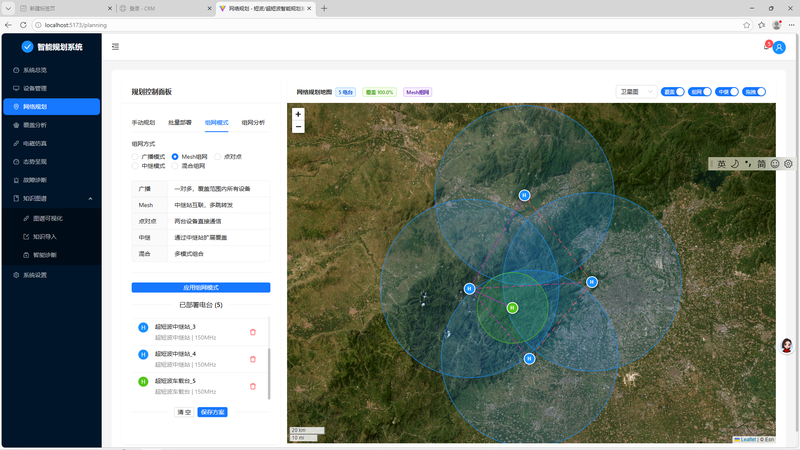 新建标签页
登录 - CRM
网络规划 - 短波/超短波智能规划系
localhost:5173/planning
智能规划系统
系统总览
设备管理
网络规划
覆盖分析
电磁仿真
态势呈现
故障诊断
知识图谱
图谱可视化
知识导入
智能诊断
系统设置
规划控制面板
手动规划 批量部署 组网模式 组网分析
组网方式
广播模式 Mesh组网 点对点
中继模式 混合组网
广播 一对多，覆盖范围内所有设备
Mesh 中继站互联，多跳转发
点对点 两台设备直接通信
中继 通过中继站扩展覆盖
混合 多模式组合
应用组网模式
已部署电台 (5)
H 超短波中继站_3
超短波中继站 | 150MHz
H 超短波中继站_4
超短波中继站 | 150MHz
H 超短波车载台_5
超短波车载台 | 150MHz
清 空 保存方案
网络规划地图 5 电台 覆盖 100.0% Mesh组网
卫星图 覆盖 组网 中继 拖拽
+
−
H
H
H
H
H
英 简
20 km
10 mi
Leaflet | © Esri